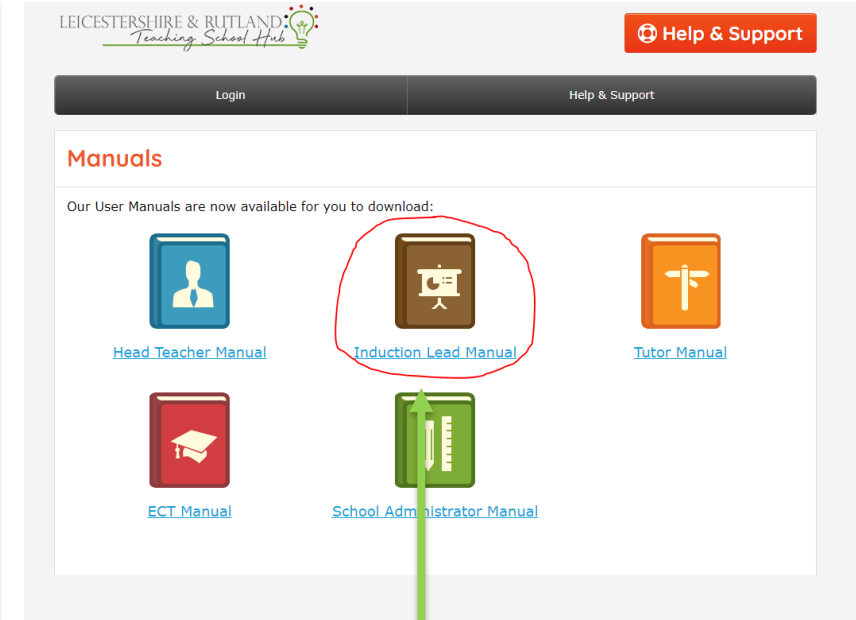 LEICESTERSHIRE & RUTLAND
Teaching School Hub
Help & Support
Login
Help & Support
Manuals
Our User Manuals are now available for you to download:
Head Teacher Manual
Induction Lead Manual
Tutor Manual
ECT Manual
School Administrator Manual